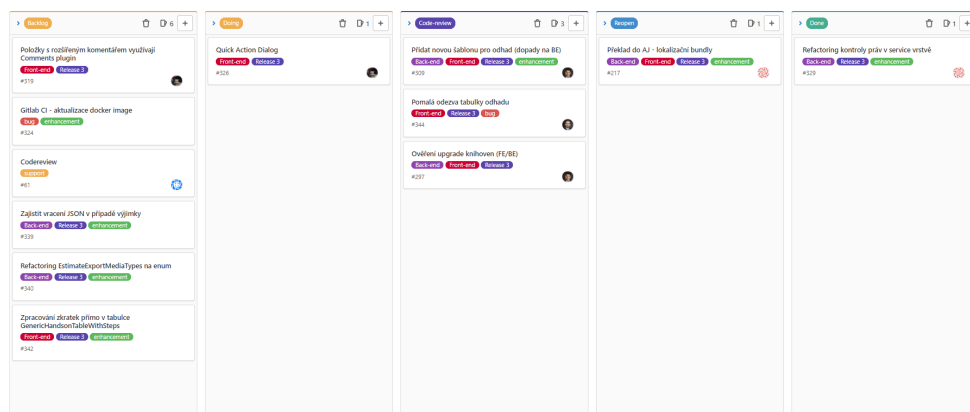 Backlog
6
Položky s rozšířeným komentářem využívají
Comments plugin
Front-end Release 3
#319
Gitlab CI - aktualizace docker image
bug enhancement
#324
Codereview
support
#61
Zajistit vracení JSON v případě výjimky
Back-end Release 3 enhancement
#339
Refactoring EstimateExportMediaTypes na enum
Back-end Release 3 enhancement
#340
Zpracování zkratek přímo v tabulce
GenericHandsonTableWithSteps
Front-end Release 3 enhancement
#342
Doing
1
Quick Action Dialog
Front-end Release 3
#326
Code-review
3
Přidat novou šablonu pro odhad (dopady na BE)
Back-end Front-end Release 3 enhancement
#309
Pomalá odezva tabulky odhadu
Front-end Release 3 bug
#344
Ověření upgrade knihoven (FE/BE)
Back-end Front-end Release 3
#297
Reopen
1
Překlad do AJ - lokalizační bundly
Back-end Front-end Release 3 enhancement
#217
Done
1
Refactoring kontroly práv v service vrstvě
Back-end Release 3 enhancement
#329